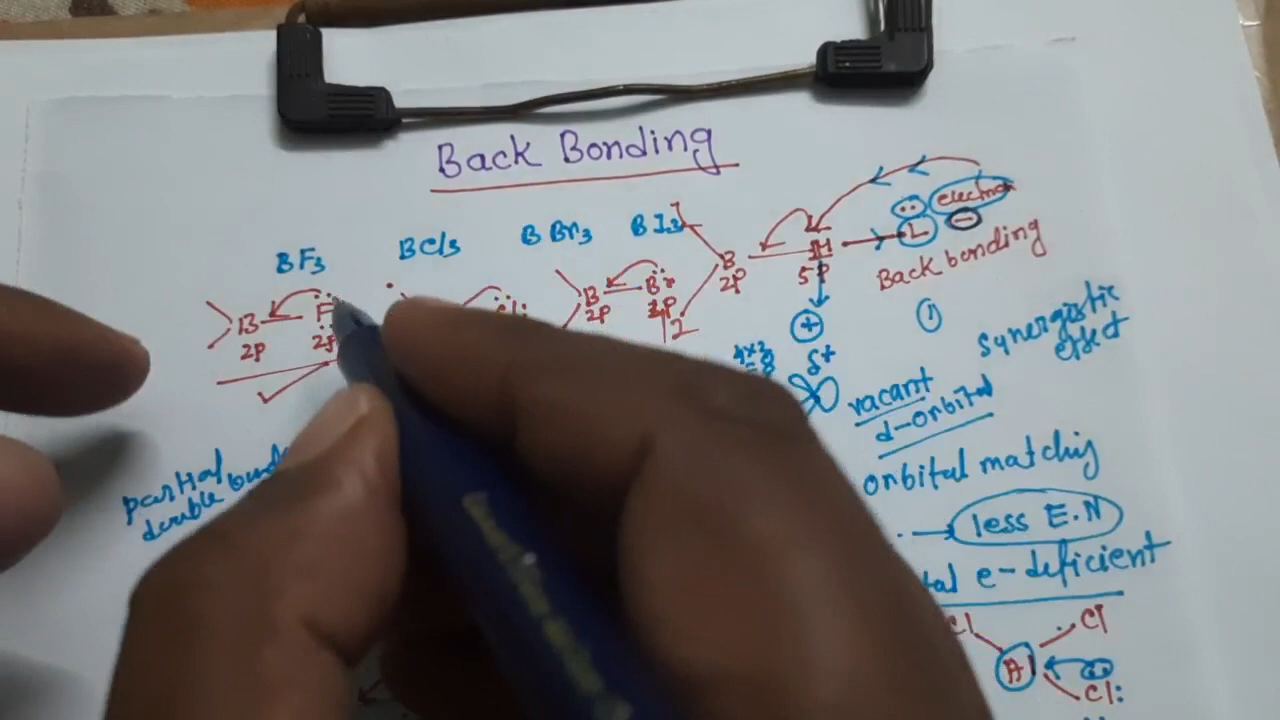 Back Bonding
BF3 BCl3 BBr3 BI3
B F
2p 2p
Cl:
B Br
2p
B M L
2p 5p
I
electron
Back bonding
1
synergistic
effect
δ+
vacant
d-orbital
orbital matching
partial
double bond
less E.N
e-deficient
Cl
Al
Cl: